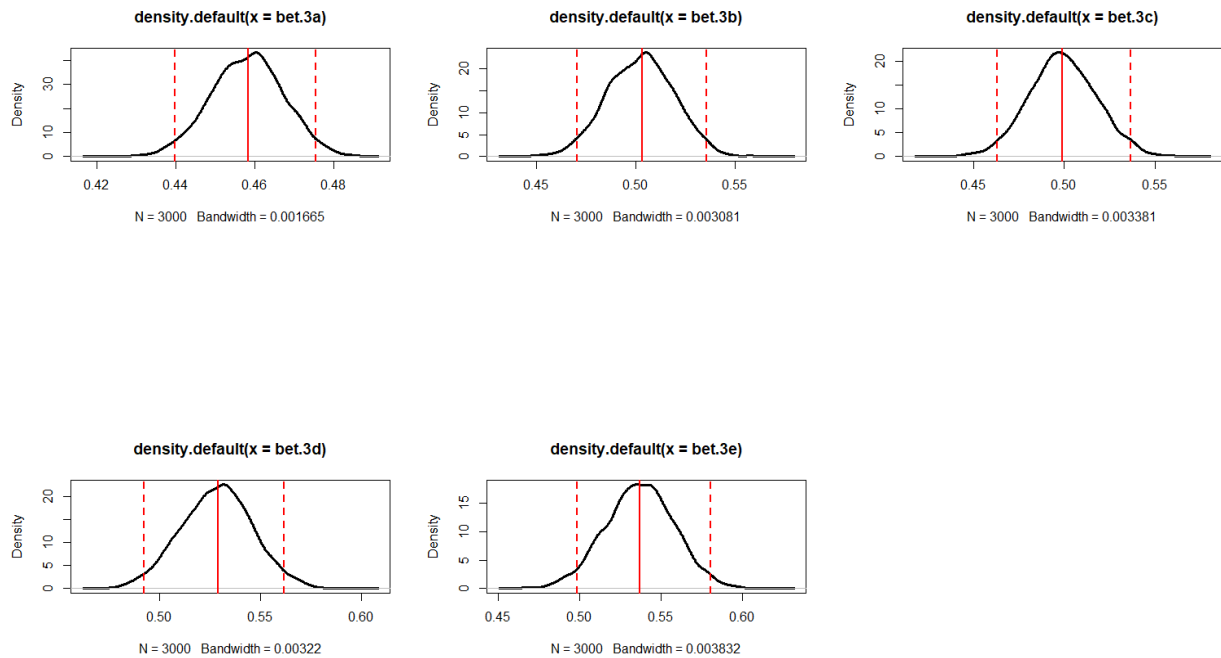 density.default(x = bet.3a)
Density
0 10 30
0.42 0.44 0.46 0.48
N = 3000 Bandwidth = 0.001665
density.default(x = bet.3b)
Density
0 5 10 20
0.45 0.50 0.55
N = 3000 Bandwidth = 0.003081
density.default(x = bet.3c)
Density
0 5 10 20
0.45 0.50 0.55
N = 3000 Bandwidth = 0.003381
density.default(x = bet.3d)
Density
0 5 10 20
0.50 0.55 0.60
N = 3000 Bandwidth = 0.00322
density.default(x = bet.3e)
Density
0 5 10 15
0.45 0.50 0.55 0.60
N = 3000 Bandwidth = 0.003832